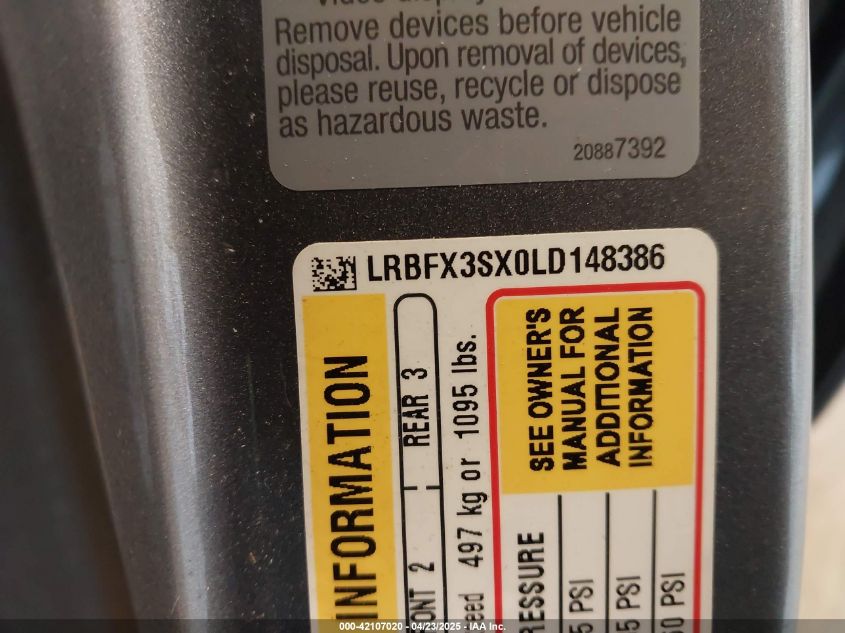 Remove devices before vehicle
disposal. Upon removal of devices,
please reuse, recycle or dispose
as hazardous waste.
20887392
LRBFX3SX0LD148386
INFORMATION
REAR 3
2
497 kg or 1095 lbs.
SEE OWNER'S
MANUAL FOR
ADDITIONAL
INFORMATION
PSI
PSI
PSI
000-42107020 - 04/23/2025 - IAA Inc.